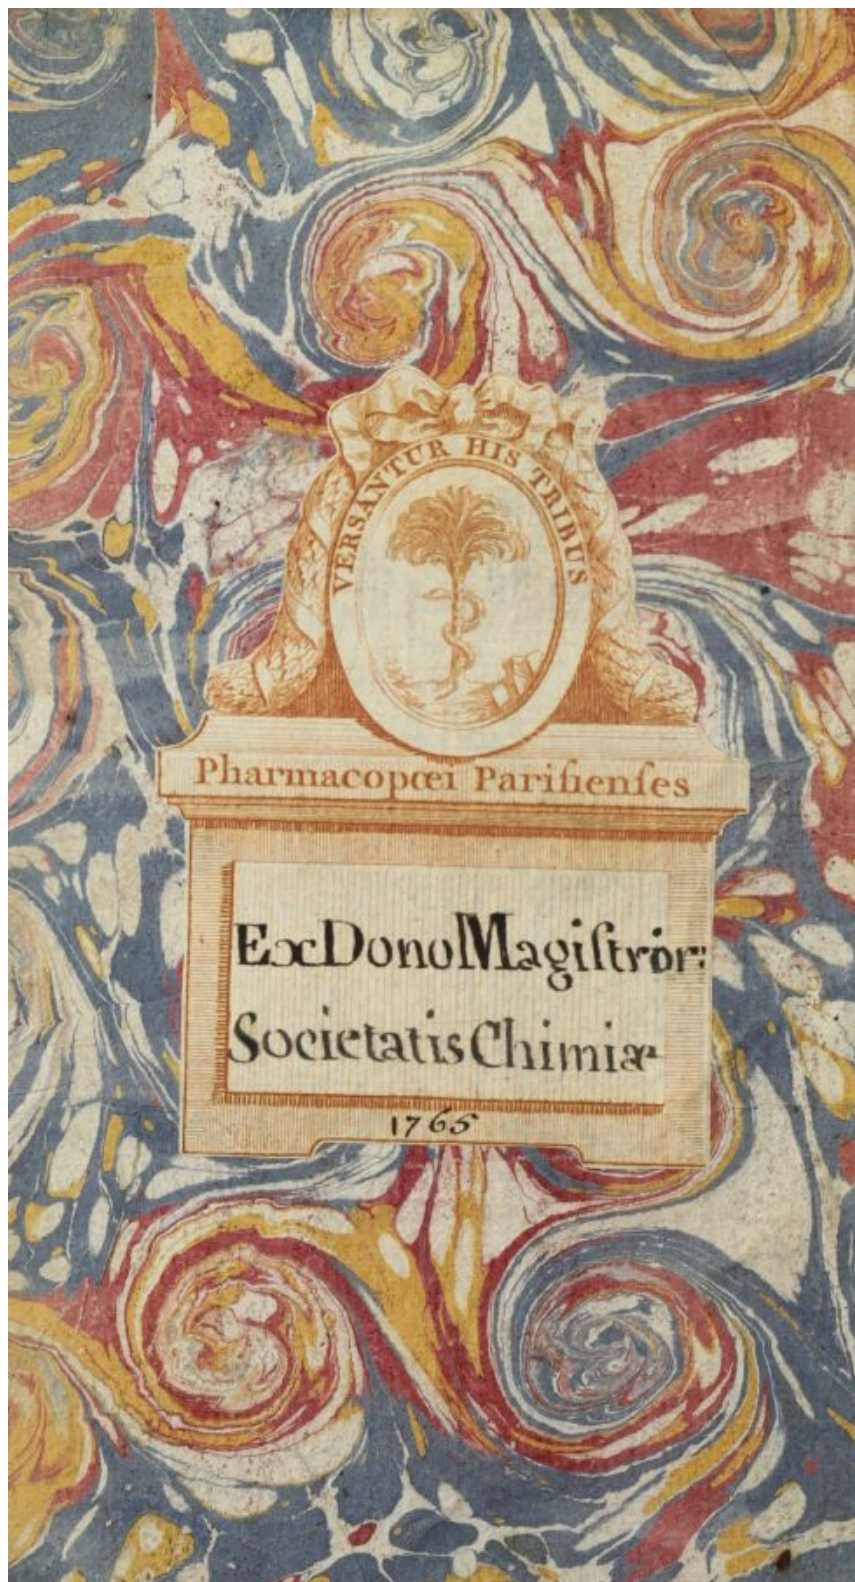 VERSANTUR HIS TRIBUS
Pharmacopœi Pariſienſes
Ex Dono Magiſtror:
Societatis Chimiæ
1765